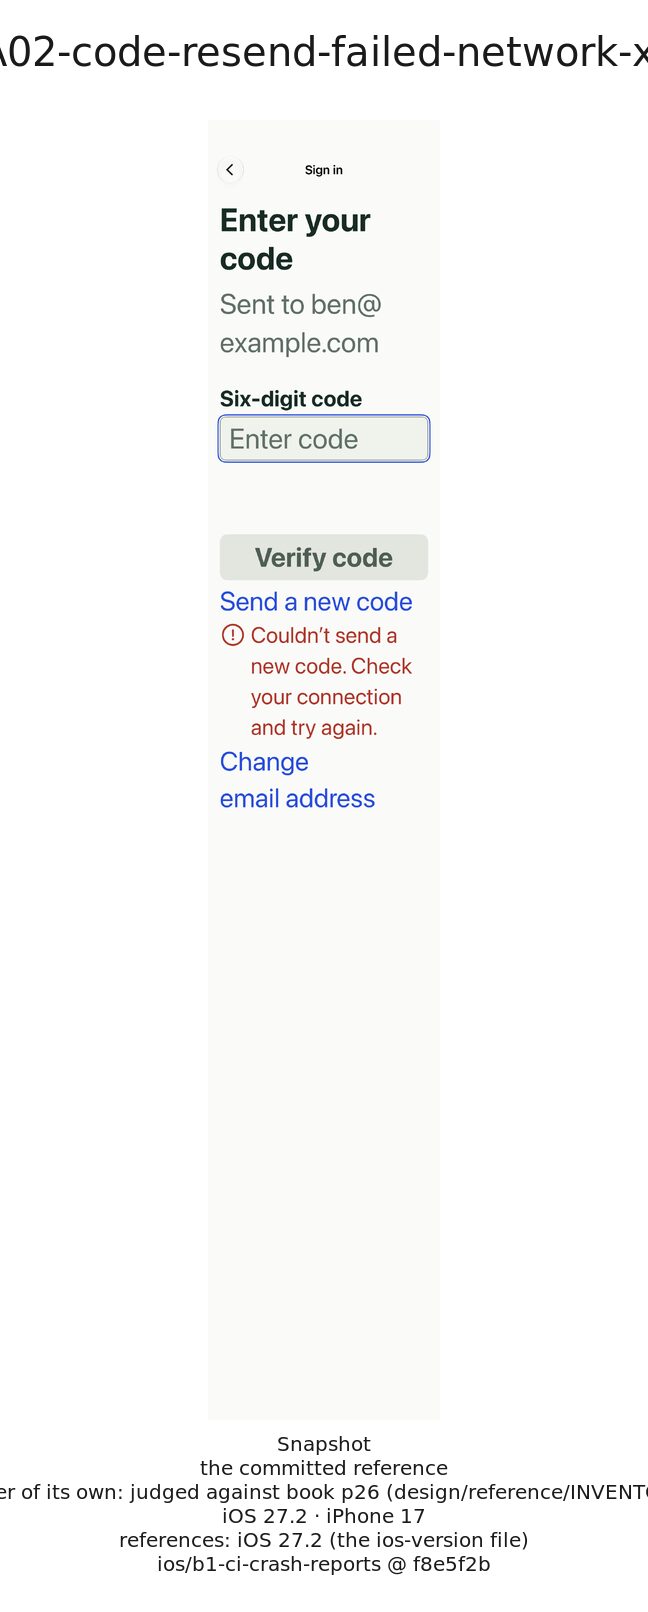 A02-code-resend-failed-network-x
Sign in
Enter your
code
Sent to ben@
example.com
Six-digit code
Enter code
Verify code
Send a new code
Couldn’t send a
new code. Check
your connection
and try again.
Change
email address
Snapshot
the committed reference
er of its own: judged against book p26 (design/reference/INVENTO
iOS 27.2 · iPhone 17
references: iOS 27.2 (the ios-version file)
ios/b1-ci-crash-reports @ f8e5f2b